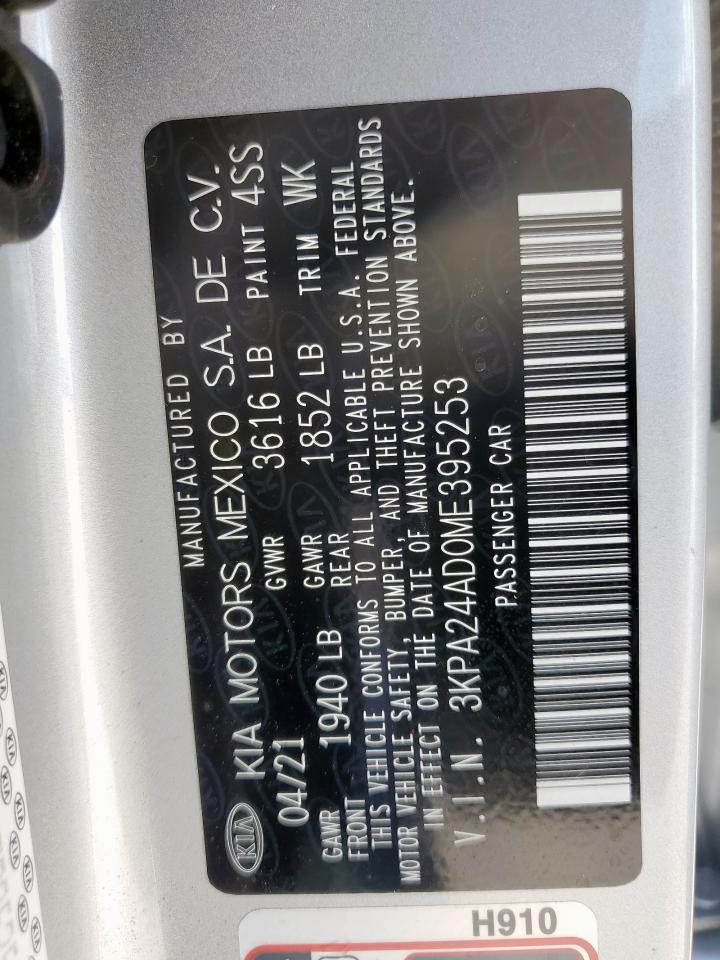 MANUFACTURED BY
KIA KIA MOTORS MEXICO S.A. DE C.V.
04/21 GVWR 3616 LB PAINT 4SS
GAWR FRONT 1940 LB GAWR REAR 1852 LB TRIM WK
THIS VEHICLE CONFORMS TO ALL APPLICABLE U.S.A. FEDERAL
MOTOR VEHICLE SAFETY, BUMPER, AND THEFT PREVENTION STANDARDS
IN EFFECT ON THE DATE OF MANUFACTURE SHOWN ABOVE.
V.I.N. 3KPA24AD0ME395253
PASSENGER CAR
H910